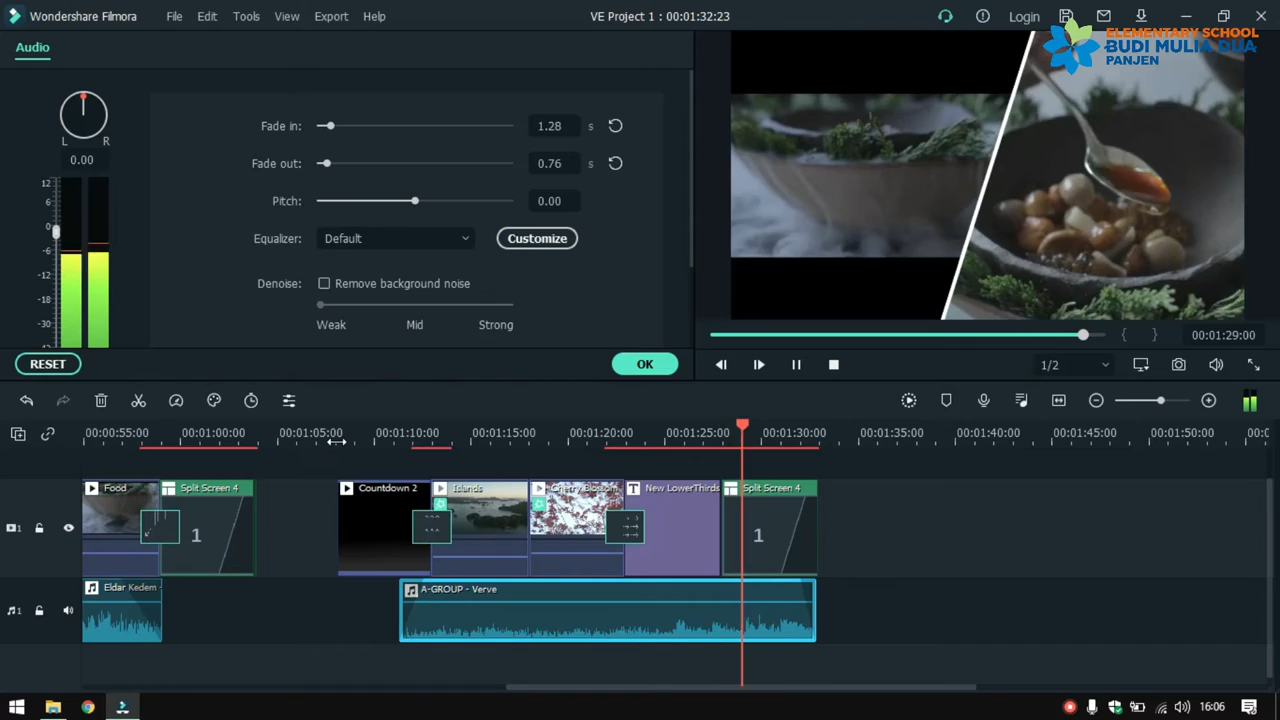 Wondershare Filmora
File
Edit
Tools
View
Export
Help
VE Project 1 : 00:01:32:23
Login
ELEMENTARY SCHOOL
BUDI MULIA DUA
PANJEN
Audio
L
R
0.00
12
6
0
-6
-12
-18
-30
Fade in:
1.28
s
Fade out:
0.76
s
Pitch:
0.00
Equalizer:
Default
Customize
Denoise:
Remove background noise
Weak
Mid
Strong
RESET
OK
{ }
00:01:29:00
1/2
00:00:55:00
00:01:00:00
00:01:05:00
00:01:10:00
00:01:15:00
00:01:20:00
00:01:25:00
00:01:30:00
00:01:35:00
00:01:40:00
00:01:45:00
00:01:50:00
Food
Split Screen 4
1
Countdown 2
Islands
Cherry Blossom
New LowerThirds
Split Screen 4
1
1
Eldar Kedem -
A-GROUP - Verve
1
16:06